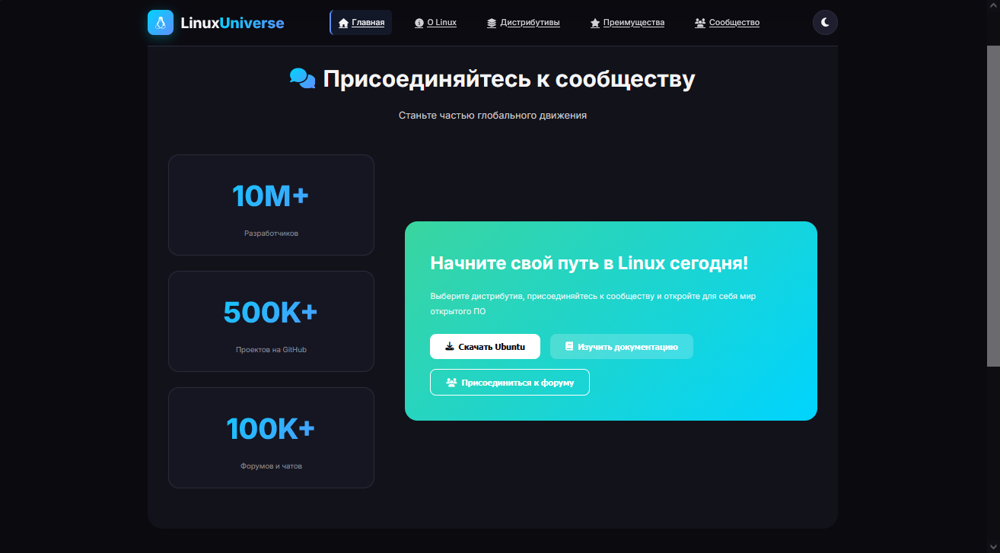 LinuxUniverse
Главная
О Linux
Дистрибутивы
Преимущества
Сообщество
Присоединяйтесь к сообществу
Станьте частью глобального движения
10M+
Разработчиков
500K+
Проектов на GitHub
100K+
Форумов и чатов
Начните свой путь в Linux сегодня!
Выберите дистрибутив, присоединяйтесь к сообществу и откройте для себя мир
открытого ПО
Скачать Ubuntu
Изучить документацию
Присоединиться к форуму